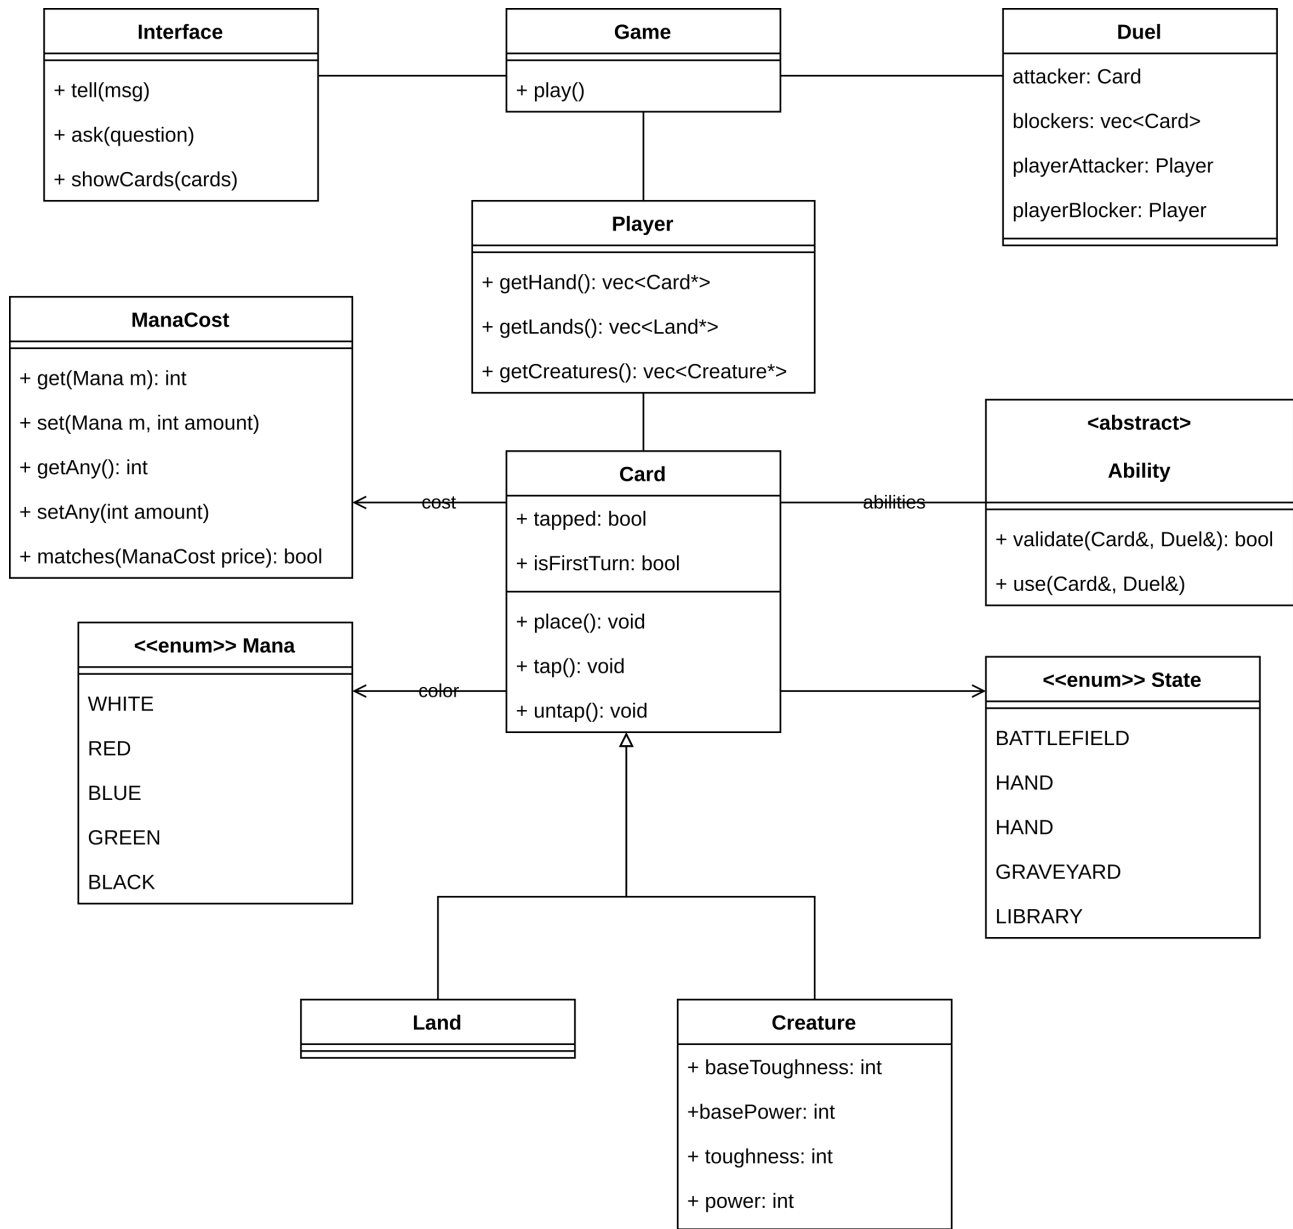 Interface
+ tell(msg)
+ ask(question)
+ showCards(cards)
Game
+ play()
Duel
attacker: Card
blockers: vec<Card>
playerAttacker: Player
playerBlocker: Player
Player
+ getHand(): vec<Card*>
+ getLands(): vec<Land*>
+ getCreatures(): vec<Creature*>
ManaCost
+ get(Mana m): int
+ set(Mana m, int amount)
+ getAny(): int
+ setAny(int amount)
+ matches(ManaCost price): bool
cost
Card
+ tapped: bool
+ isFirstTurn: bool
+ place(): void
+ tap(): void
+ untap(): void
abilities
<abstract>
Ability
+ validate(Card&, Duel&): bool
+ use(Card&, Duel&)
<<enum>> Mana
WHITE
RED
BLUE
GREEN
BLACK
color
<<enum>> State
BATTLEFIELD
HAND
HAND
GRAVEYARD
LIBRARY
Land
Creature
+ baseToughness: int
+basePower: int
+ toughness: int
+ power: int